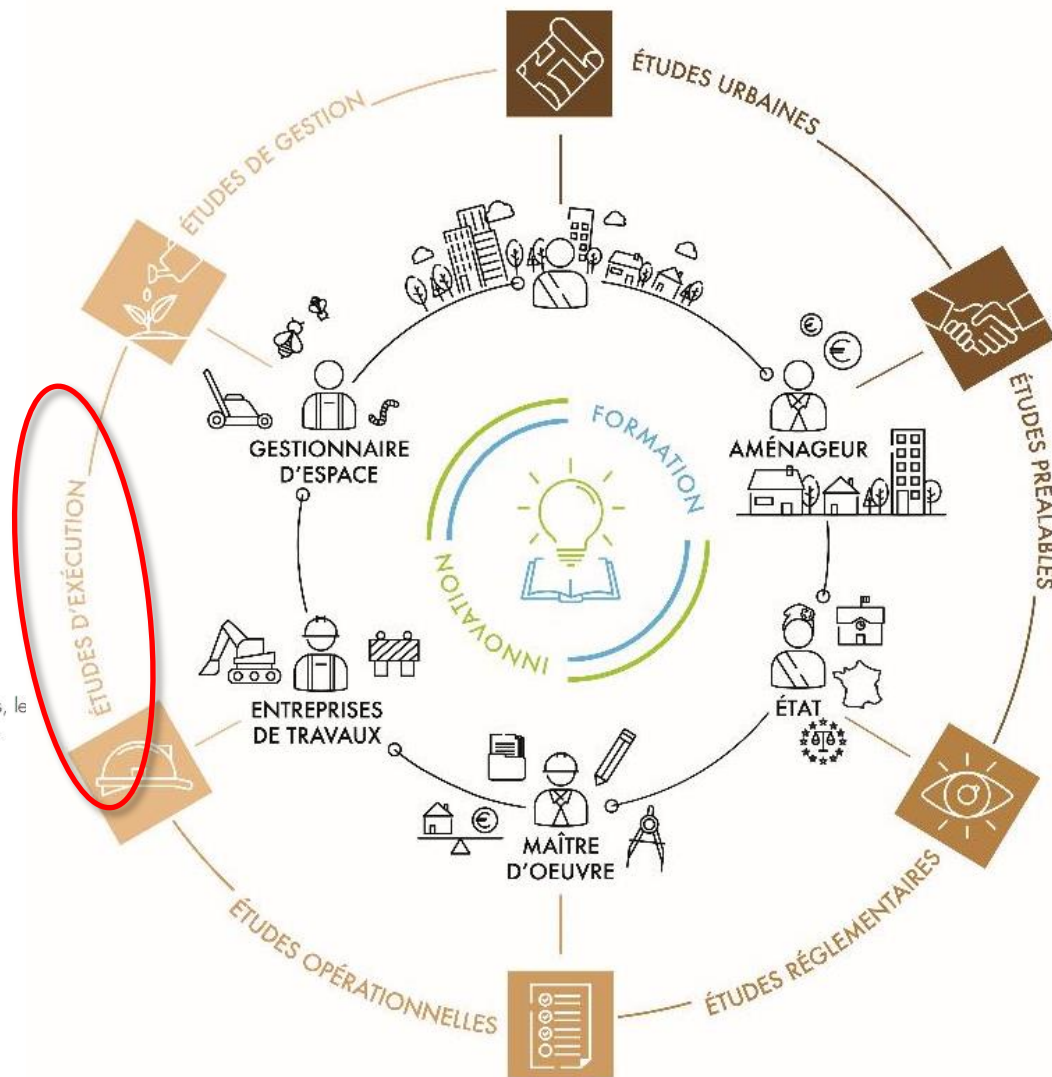 ÉTUDES URBAINES
ÉTUDES DE GESTION
FORMATION
GESTIONNAIRE
D'ESPACE
AMÉNAGEUR
ÉTUDES PRÉALABLES
ÉTUDES D'EXÉCUTION
INNOVATION
s, le
ENTREPRISES
DE TRAVAUX
ÉTAT
MAÎTRE
D'OEUVRE
ÉTUDES OPÉRATIONNELLES
ÉTUDES RÉGLEMENTAIRES